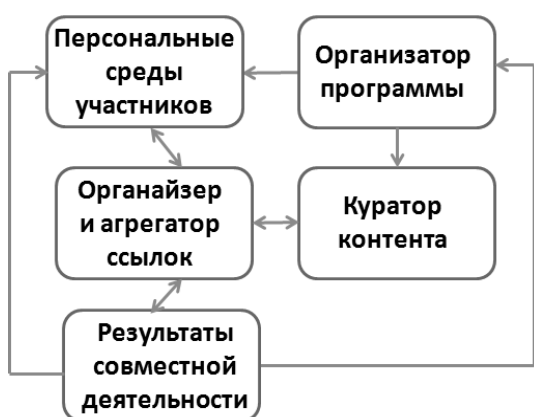 Персональные
среды
участников
Организатор
программы
Органайзер
и агрегатор
ссылок
Куратор
контента
Результаты
совместной
деятельности